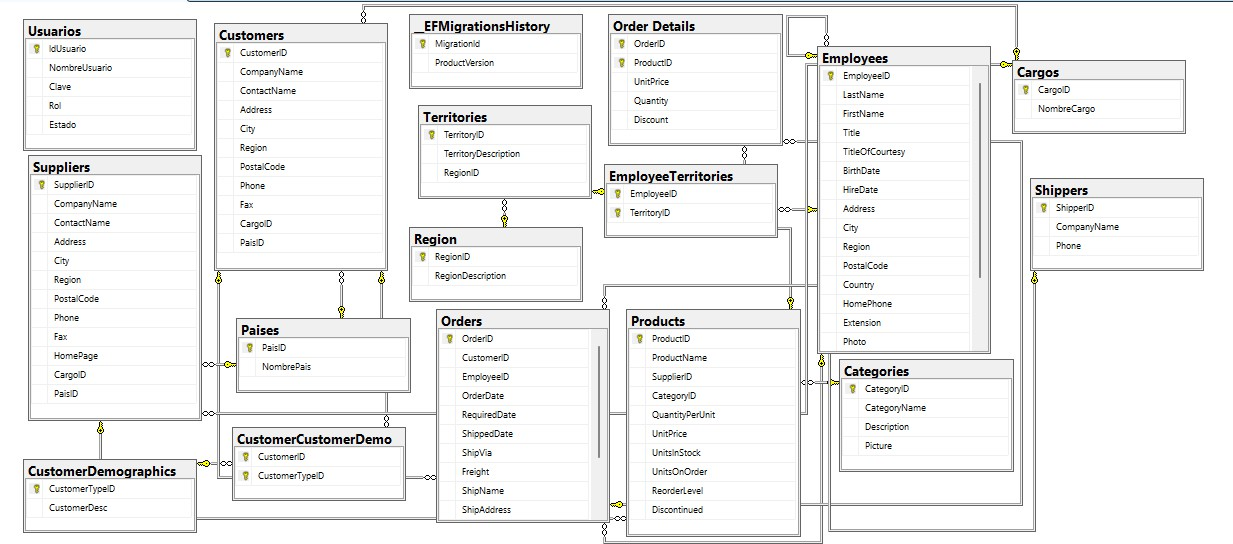 Usuarios
IdUsuario
NombreUsuario
Clave
Rol
Estado
Customers
CustomerID
CompanyName
ContactName
Address
City
Region
PostalCode
Phone
Fax
CargoID
PaisID
__EFMigrationsHistory
MigrationId
ProductVersion
Order Details
OrderID
ProductID
UnitPrice
Quantity
Discount
Employees
EmployeeID
LastName
FirstName
Title
TitleOfCourtesy
BirthDate
HireDate
Address
City
Region
PostalCode
Country
HomePhone
Extension
Photo
Cargos
CargoID
NombreCargo
Territories
TerritoryID
TerritoryDescription
RegionID
EmployeeTerritories
EmployeeID
TerritoryID
Shippers
ShipperID
CompanyName
Phone
Suppliers
SupplierID
CompanyName
ContactName
Address
City
Region
PostalCode
Phone
Fax
HomePage
CargoID
PaisID
Region
RegionID
RegionDescription
Paises
PaisID
NombrePais
Orders
OrderID
CustomerID
EmployeeID
OrderDate
RequiredDate
ShippedDate
ShipVia
Freight
ShipName
ShipAddress
Products
ProductID
ProductName
SupplierID
CategoryID
QuantityPerUnit
UnitPrice
UnitsInStock
UnitsOnOrder
ReorderLevel
Discontinued
Categories
CategoryID
CategoryName
Description
Picture
CustomerCustomerDemo
CustomerID
CustomerTypeID
CustomerDemographics
CustomerTypeID
CustomerDesc